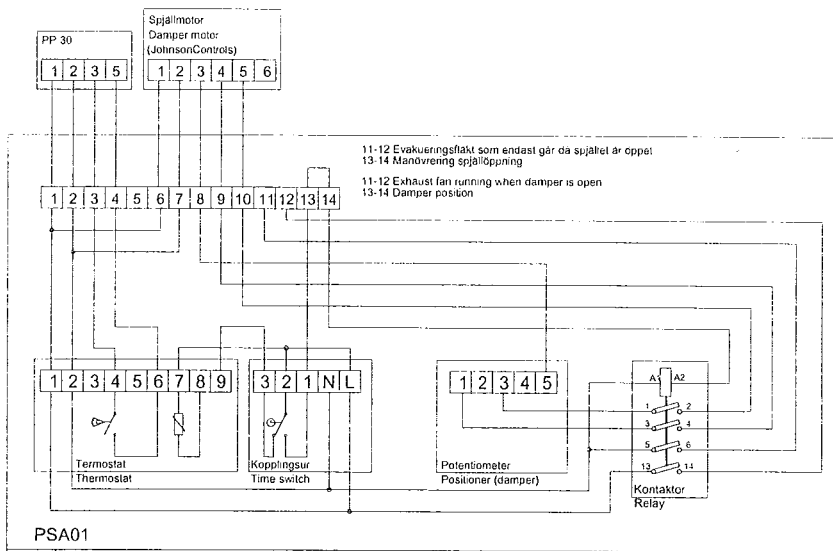 Spjällmotor
Damper motor
(JohnsonControls)
PP 30
1 2 3 5
1 2 3 4 5 6
11-12 Evakueringsfläkt som endast går då spjället är öppet
13-14 Manövrering spjällöppning
11-12 Exhaust fan running when damper is open
13-14 Damper position
1 2 3 4 5 6 7 8 9 10 11 12 13 14
1 2 3 4 5 6 7 8 9
3 2 1 N L
1 2 3 4 5
A1 A2
1 2
3 4
5 6
13 14
Termostat
Thermostat
Kopplingsur
Time switch
Potentiometer
Positioner (damper)
Kontaktor
Relay
PSA01